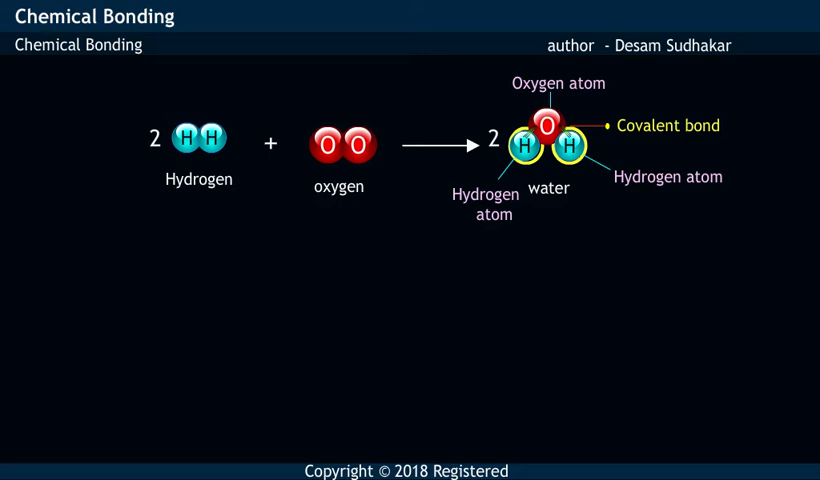 Chemical Bonding
Chemical Bonding author - Desam Sudhakar
Oxygen atom
2 H H + O O 2 O H H Covalent bond
Hydrogen oxygen water
Hydrogen atom
Hydrogen atom
Copyright © 2018 Registered